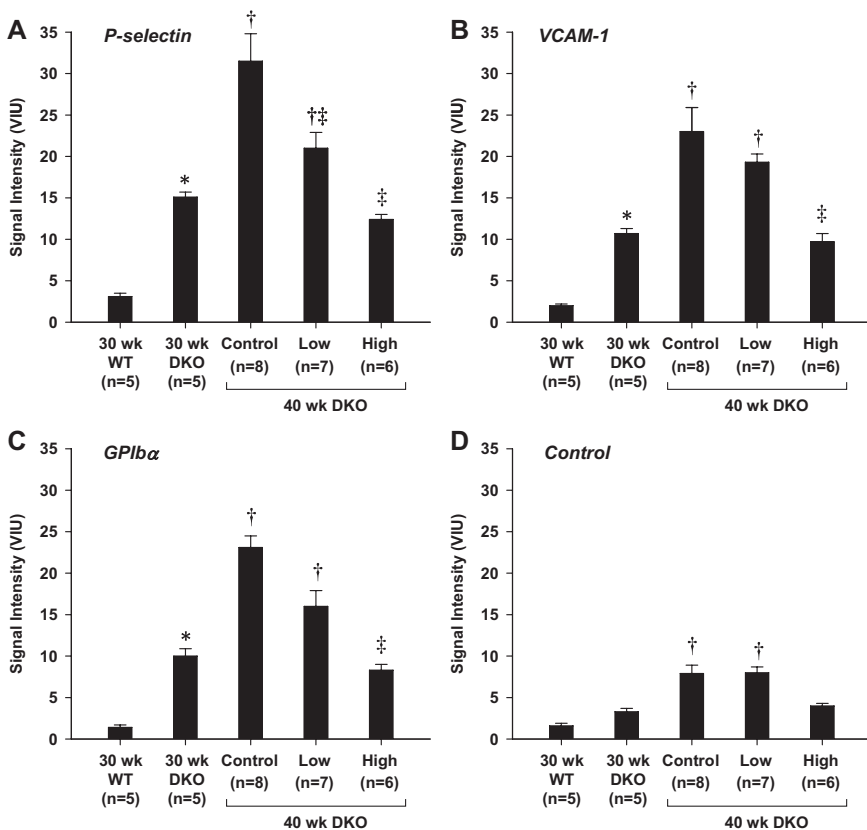 A P-selectin
Signal Intensity (VIU)
35
30
25
20
15
10
5
0
*
†
†‡
‡
30 wk 30 wk Control Low High
WT DKO (n=8) (n=7) (n=6)
(n=5) (n=5)
40 wk DKO
B VCAM-1
Signal Intensity (VIU)
35
30
25
20
15
10
5
0
*
†
†
‡
30 wk 30 wk Control Low High
WT DKO (n=8) (n=7) (n=6)
(n=5) (n=5)
40 wk DKO
C GPIbα
Signal Intensity (VIU)
35
30
25
20
15
10
5
0
*
†
†
‡
30 wk 30 wk Control Low High
WT DKO (n=8) (n=7) (n=6)
(n=5) (n=5)
40 wk DKO
D Control
Signal Intensity (VIU)
35
30
25
20
15
10
5
0
†
†
30 wk 30 wk Control Low High
WT DKO (n=8) (n=7) (n=6)
(n=5) (n=5)
40 wk DKO